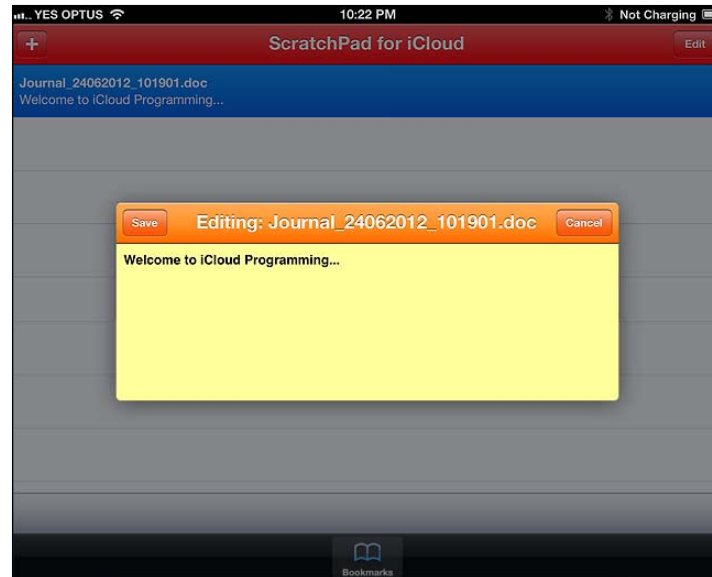 YES OPTUS 10:22 PM Not Charging
+ ScratchPad for iCloud Edit
Journal_24062012_101901.doc
Welcome to iCloud Programming...
Save Editing: Journal_24062012_101901.doc Cancel
Welcome to iCloud Programming...
Bookmarks